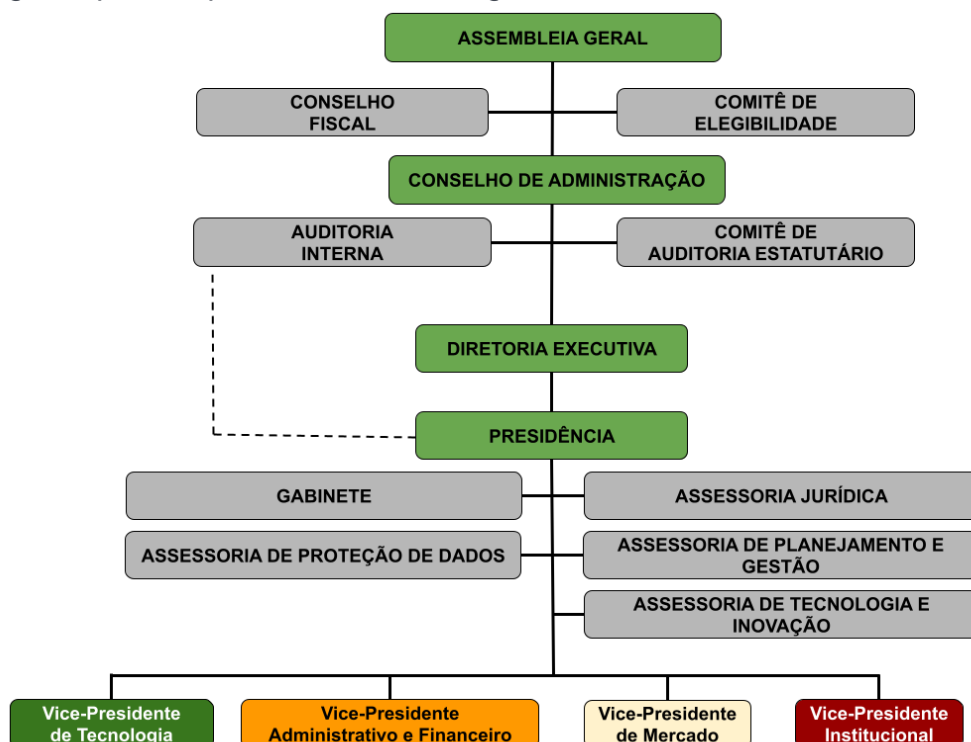 ASSEMBLEIA GERAL
CONSELHO
FISCAL
COMITÊ DE
ELEGIBILIDADE
CONSELHO DE ADMINISTRAÇÃO
AUDITORIA
INTERNA
COMITÊ DE
AUDITORIA ESTATUTÁRIO
DIRETORIA EXECUTIVA
PRESIDÊNCIA
GABINETE
ASSESSORIA JURÍDICA
ASSESSORIA DE PROTEÇÃO DE DADOS
ASSESSORIA DE PLANEJAMENTO E
GESTÃO
ASSESSORIA DE TECNOLOGIA E
INOVAÇÃO
Vice-Presidente
de Tecnologia
Vice-Presidente
Administrativo e Financeiro
Vice-Presidente
de Mercado
Vice-Presidente
Institucional